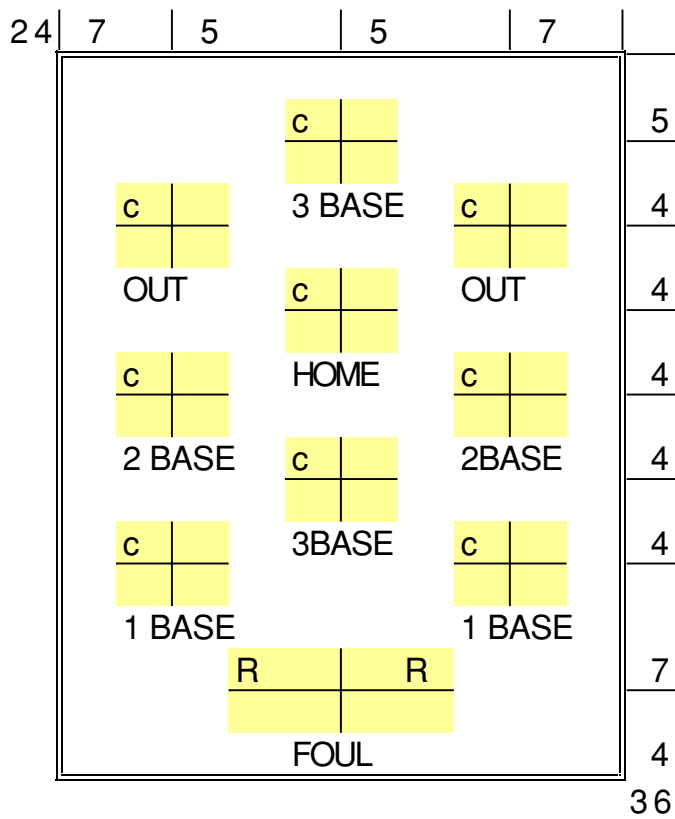 24 7 5 5 7
c 5
3 BASE
c c 4
OUT OUT
c 4
HOME
c c 4
2 BASE 2BASE
c 4
3BASE
c c 4
1 BASE 1 BASE
R R 7
FOUL 4
36